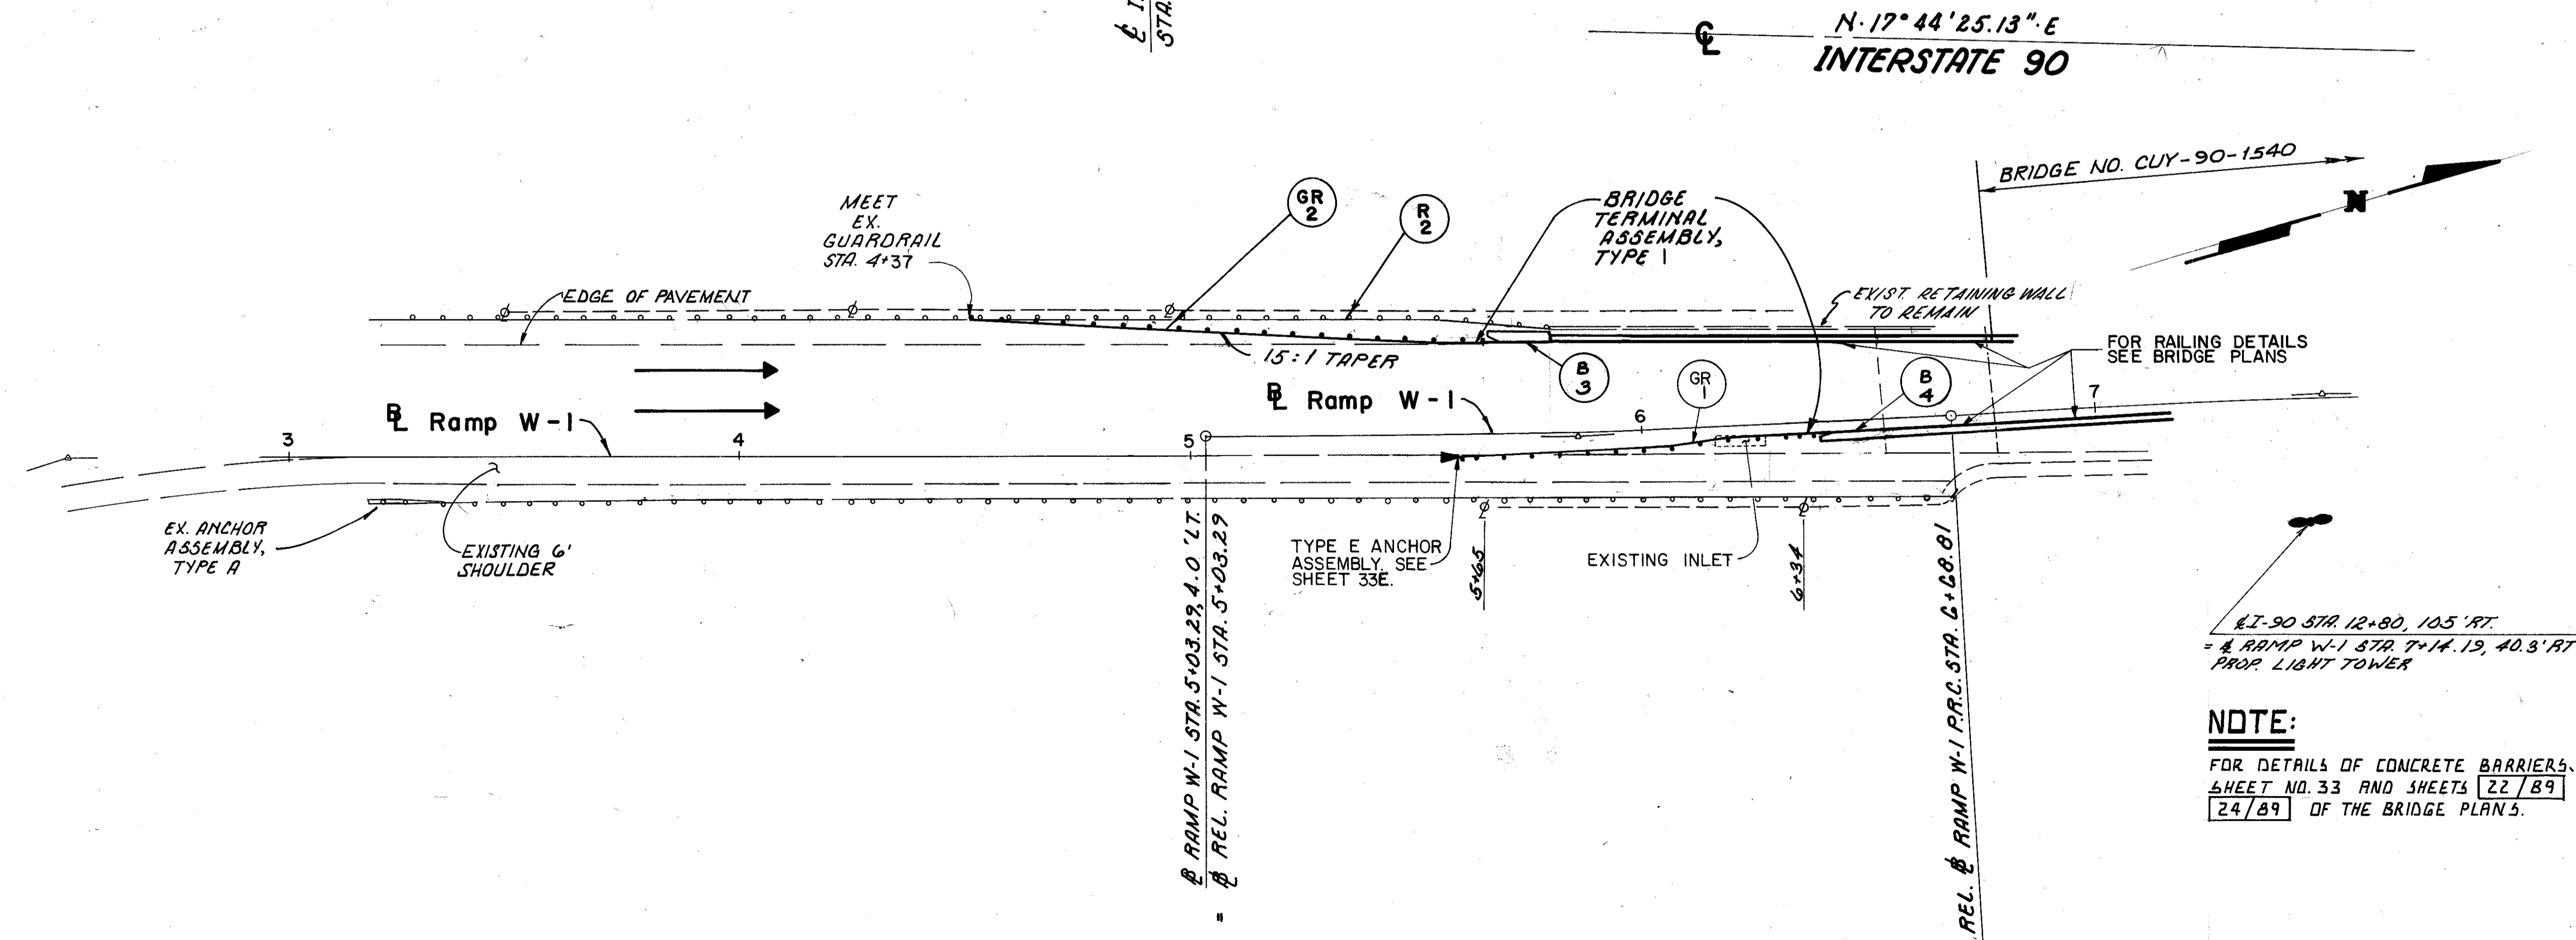 ℄ I
STA.
N·17°44'25.13"·E
℄
INTERSTATE 90
BRIDGE NO. CUY-90-1540
N
MEET
EX.
GUARDRAIL
STA. 4+37
GR
2
R
2
BRIDGE
TERMINAL
ASSEMBLY,
TYPE 1
EDGE OF PAVEMENT
EXIST. RETAINING WALL
TO REMAIN
15:1 TAPER
B
3
GR
1
B
4
FOR RAILING DETAILS
SEE BRIDGE PLANS
BL Ramp W-1
BL Ramp W-1
3
4
5
6
7
EX. ANCHOR
ASSEMBLY,
TYPE A
EXISTING 6'
SHOULDER
TYPE E ANCHOR
ASSEMBLY. SEE
SHEET 33E.
EXISTING INLET
5+65
6+34
BL RAMP W-1 STA. 5+03.29, 4.0' LT.
= BL REL. RAMP W-1 STA. 5+03.29
REL. BL RAMP W-1 P.R.C. STA. 6+68.81
℄ I-90 STA. 12+80, 105' RT.
= BL RAMP W-1 STA. 7+14.19, 40.3' RT
PROP. LIGHT TOWER
NOTE:
FOR DETAILS OF CONCRETE BARRIERS,
SHEET NO. 33 AND SHEETS 22/89
24/89 OF THE BRIDGE PLANS.